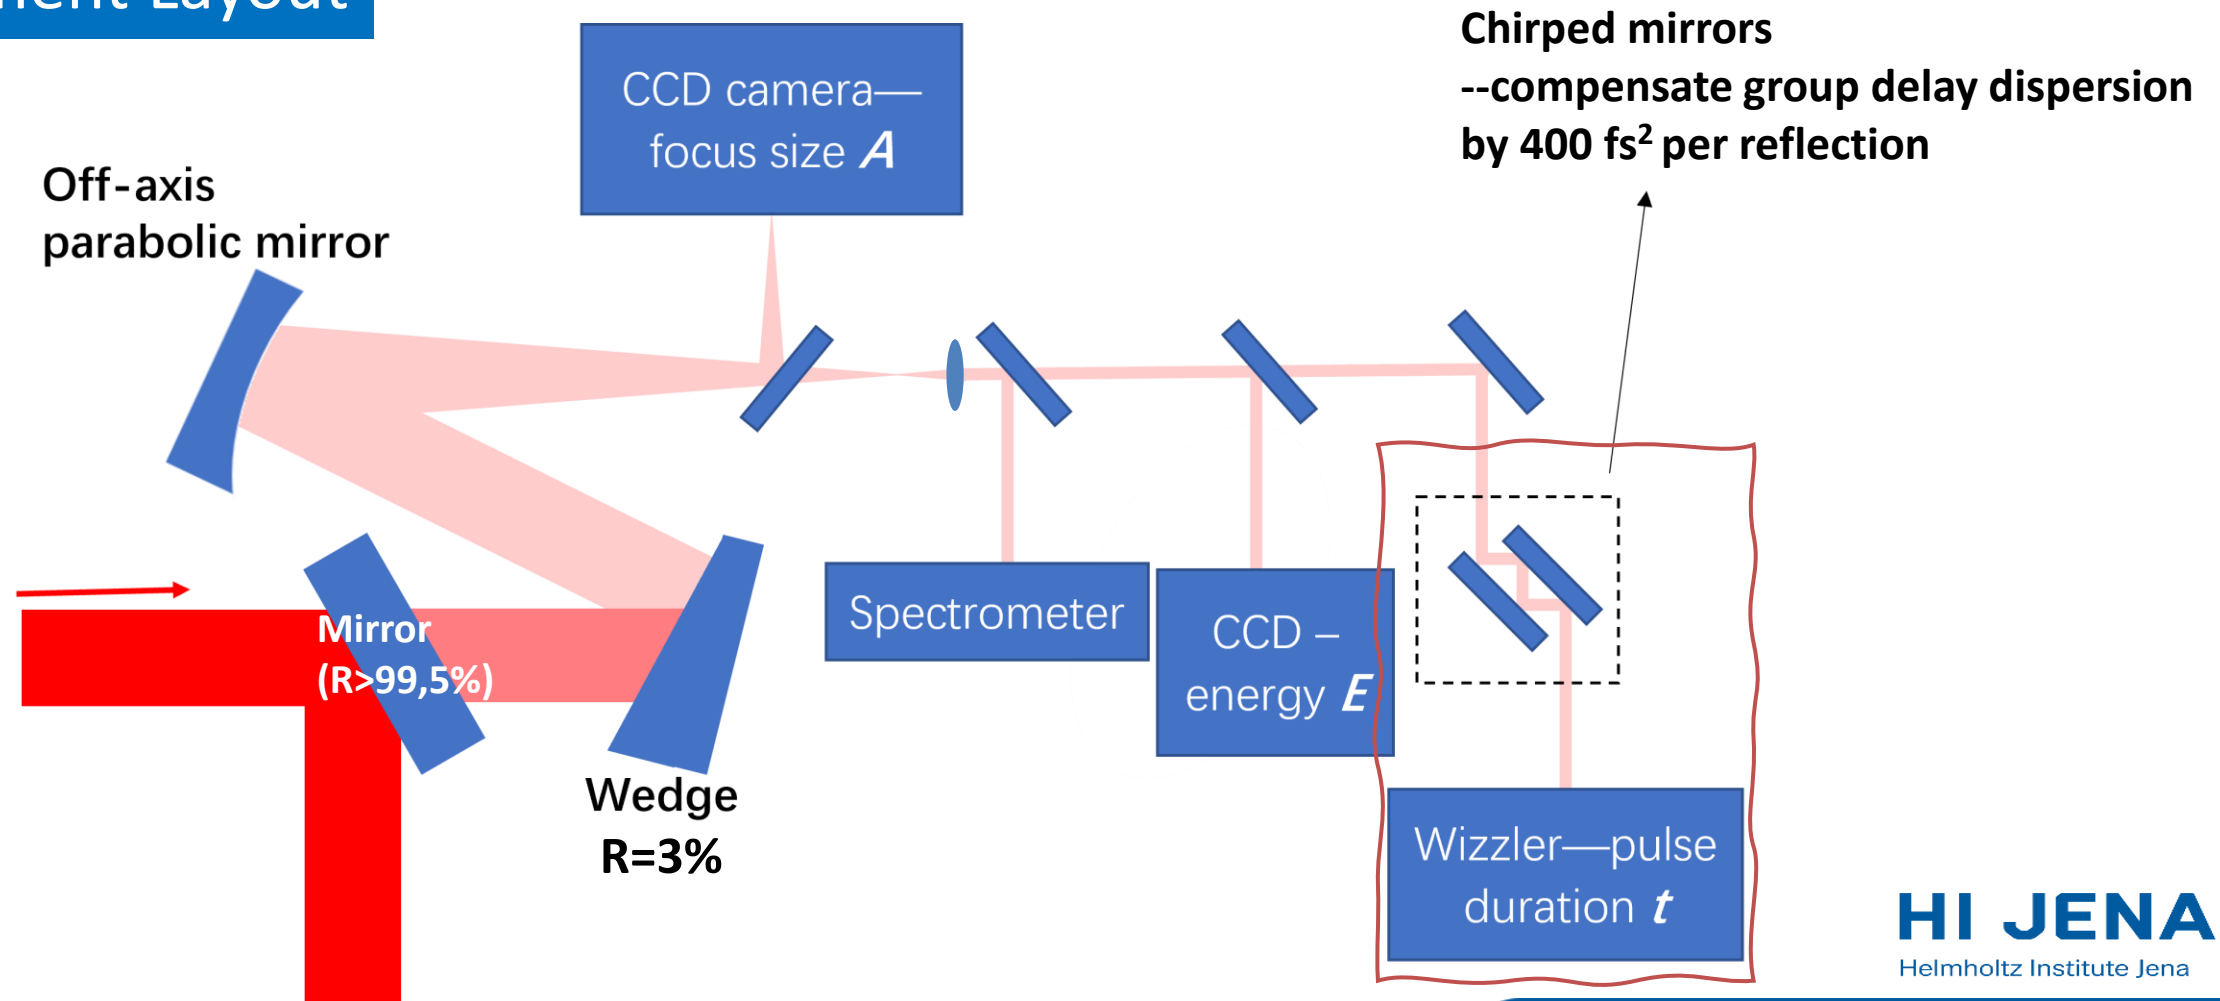 Layout
Chirped mirrors
--compensate group delay dispersion
by 400 fs² per reflection
CCD camera—
focus size A
Off-axis
parabolic mirror
Mirror
(R>99,5%)
Wedge
R=3%
Spectrometer
CCD –
energy E
Wizzler—pulse
duration t
HI JENA
Helmholtz Institute Jena